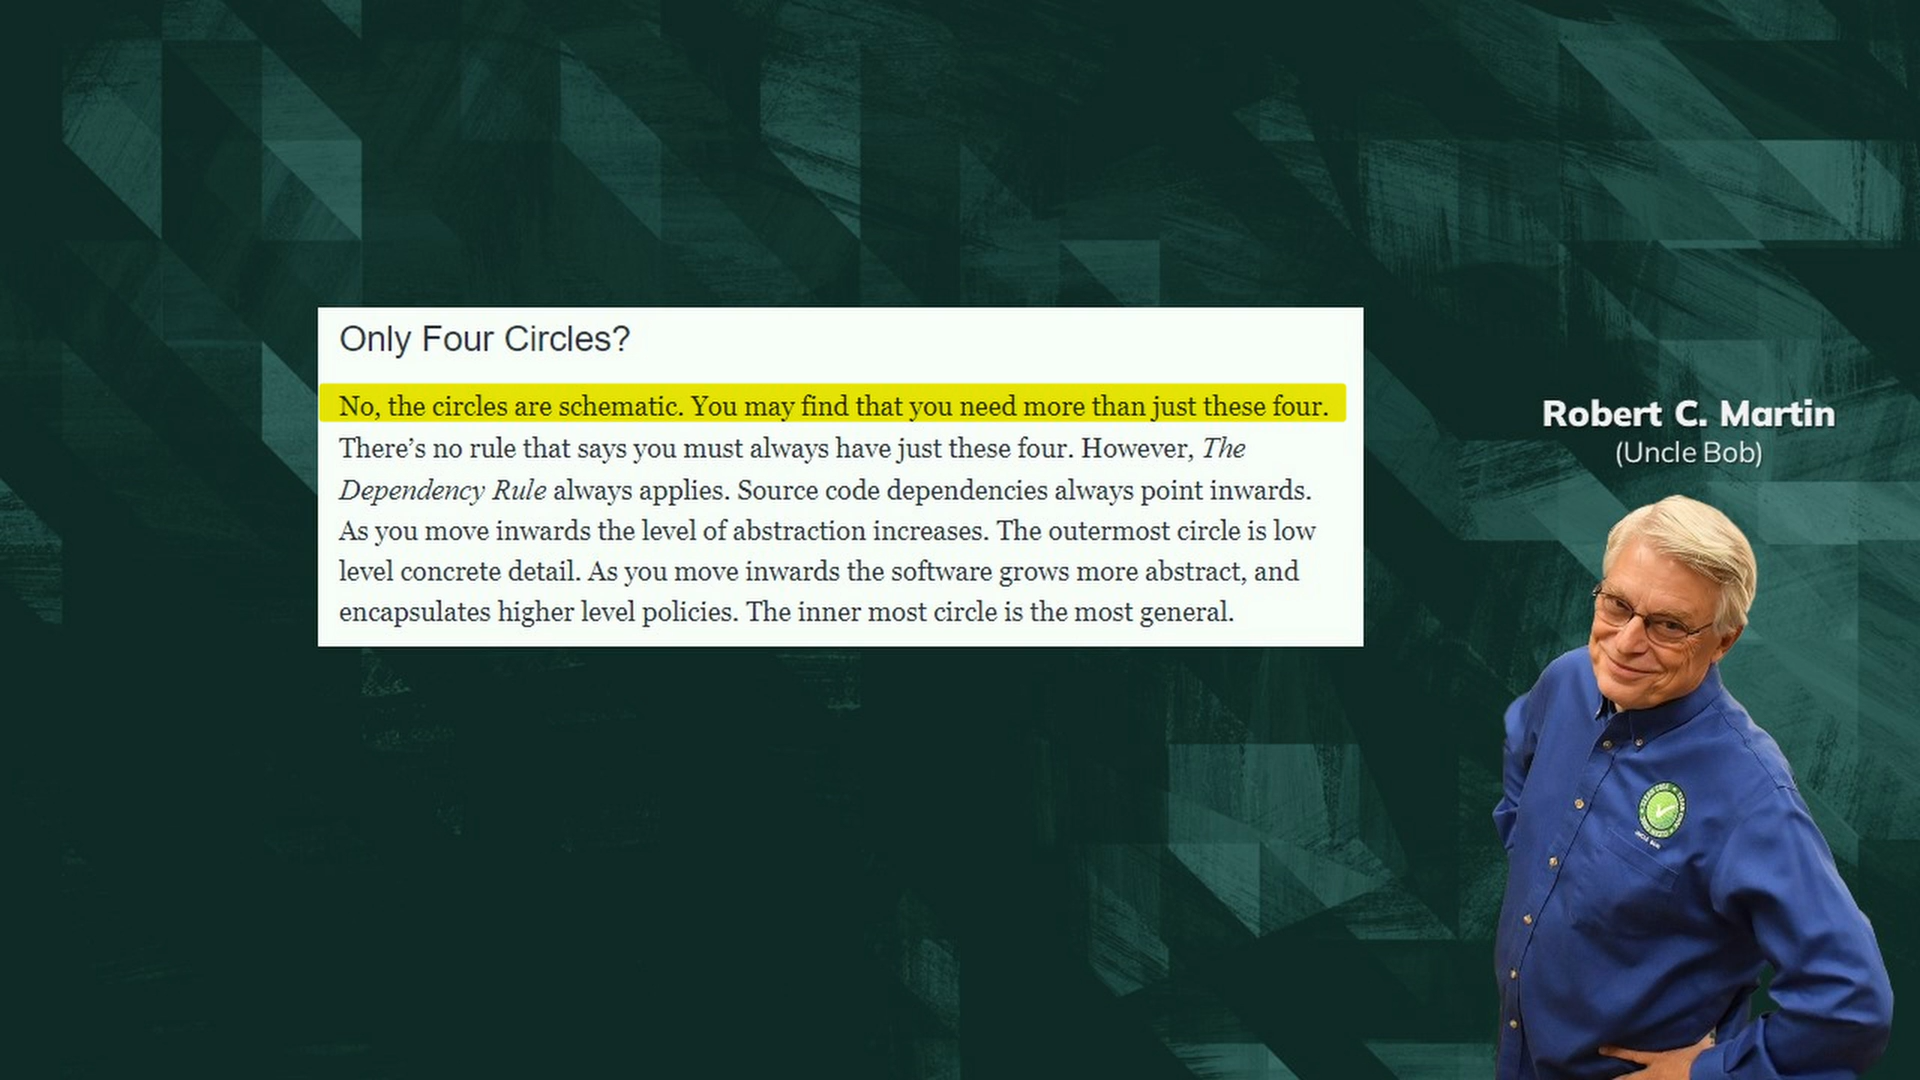 Only Four Circles?
No, the circles are schematic. You may find that you need more than just these four.
There’s no rule that says you must always have just these four. However, The
Dependency Rule always applies. Source code dependencies always point inwards.
As you move inwards the level of abstraction increases. The outermost circle is low
level concrete detail. As you move inwards the software grows more abstract, and
encapsulates higher level policies. The inner most circle is the most general.
Robert C. Martin
(Uncle Bob)